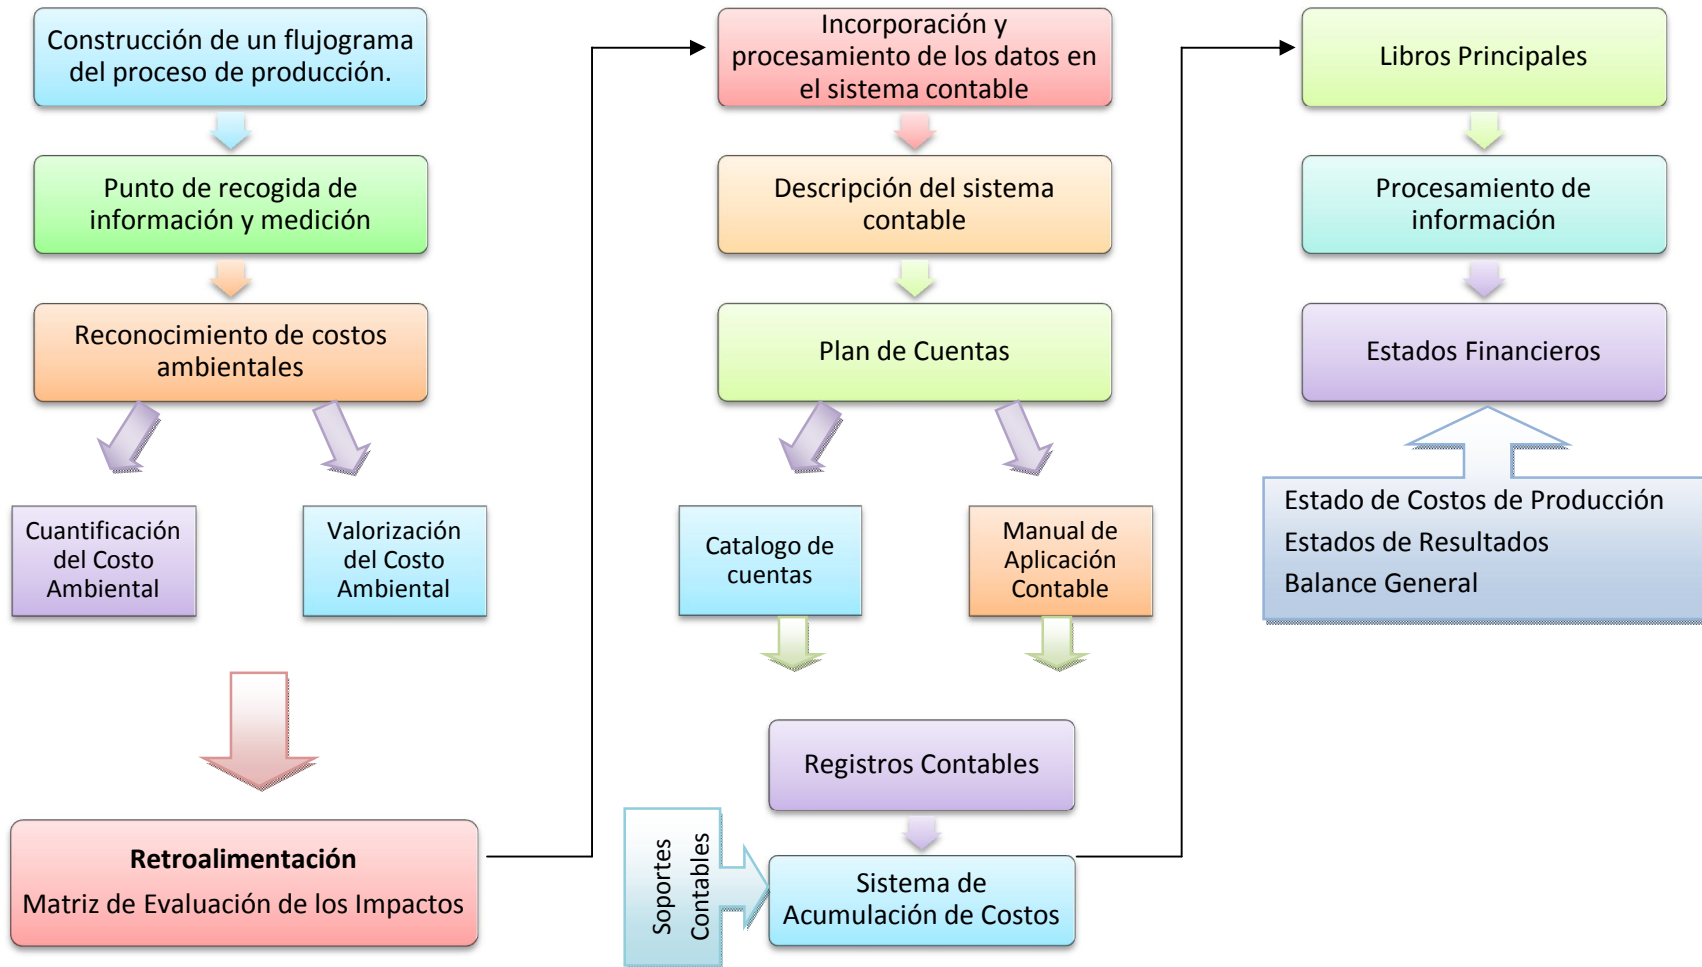 Construcción de un flujograma
del proceso de producción.
Punto de recogida de
información y medición
Reconocimiento de costos
ambientales
Cuantificación
del Costo
Ambiental
Valorización
del Costo
Ambiental
Retroalimentación
Matriz de Evaluación de los Impactos
Incorporación y
procesamiento de los datos en
el sistema contable
Descripción del sistema
contable
Plan de Cuentas
Catalogo de
cuentas
Manual de
Aplicación
Contable
Registros Contables
Soportes
Contables
Sistema de
Acumulación de Costos
Libros Principales
Procesamiento de
información
Estados Financieros
Estado de Costos de Producción
Estados de Resultados
Balance General